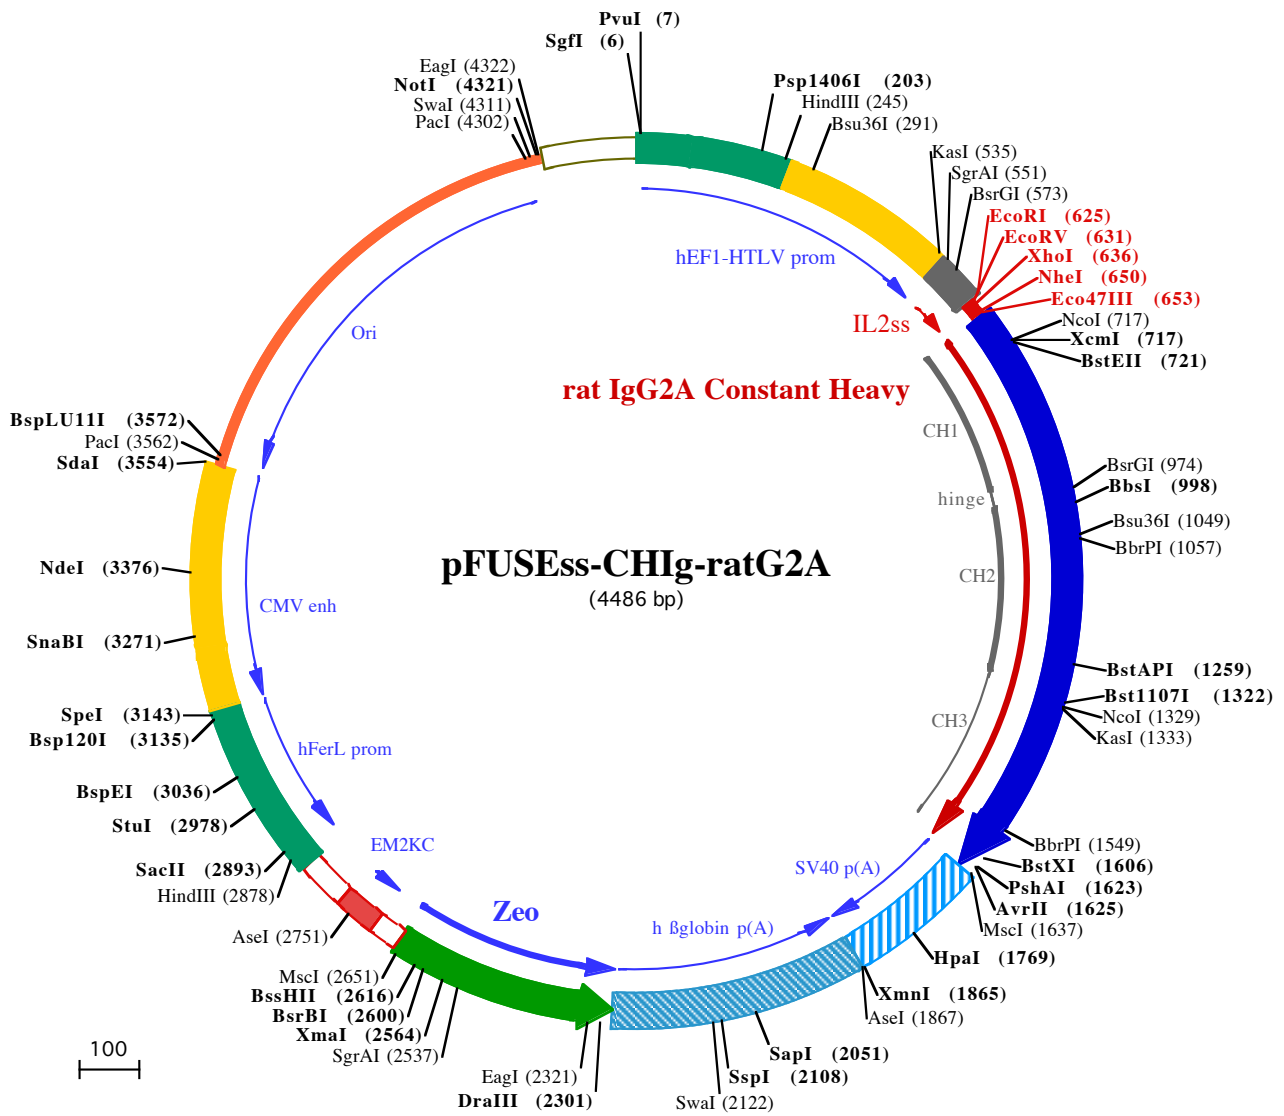 PvuI (7)
SgfI (6)
EagI (4322)
NotI (4321)
SwaI (4311)
PacI (4302)
Psp1406I (203)
HindIII (245)
Bsu36I (291)
KasI (535)
SgrAI (551)
BsrGI (573)
EcoRI (625)
EcoRV (631)
XhoI (636)
NheI (650)
Eco47III (653)
NcoI (717)
XcmI (717)
BstEII (721)
hEF1-HTLV prom
IL2ss
Ori
rat IgG2A Constant Heavy
CH1
hinge
CH2
CH3
BspLU11I (3572)
PacI (3562)
SdaI (3554)
BsrGI (974)
BbsI (998)
Bsu36I (1049)
BbrPI (1057)
NdeI (3376)
pFUSEss-CHIg-ratG2A
(4486 bp)
CMV enh
SnaBI (3271)
BstAPI (1259)
Bst1107I (1322)
NcoI (1329)
KasI (1333)
SpeI (3143)
Bsp120I (3135)
hFerL prom
BspEI (3036)
StuI (2978)
SacII (2893)
HindIII (2878)
EM2KC
SV40 p(A)
BbrPI (1549)
BstXI (1606)
PshAI (1623)
AvrII (1625)
MscI (1637)
HpaI (1769)
Zeo
h ßglobin p(A)
AseI (2751)
MscI (2651)
BssHII (2616)
BsrBI (2600)
XmaI (2564)
SgrAI (2537)
XmnI (1865)
AseI (1867)
EagI (2321)
DraIII (2301)
SapI (2051)
SspI (2108)
SwaI (2122)
100